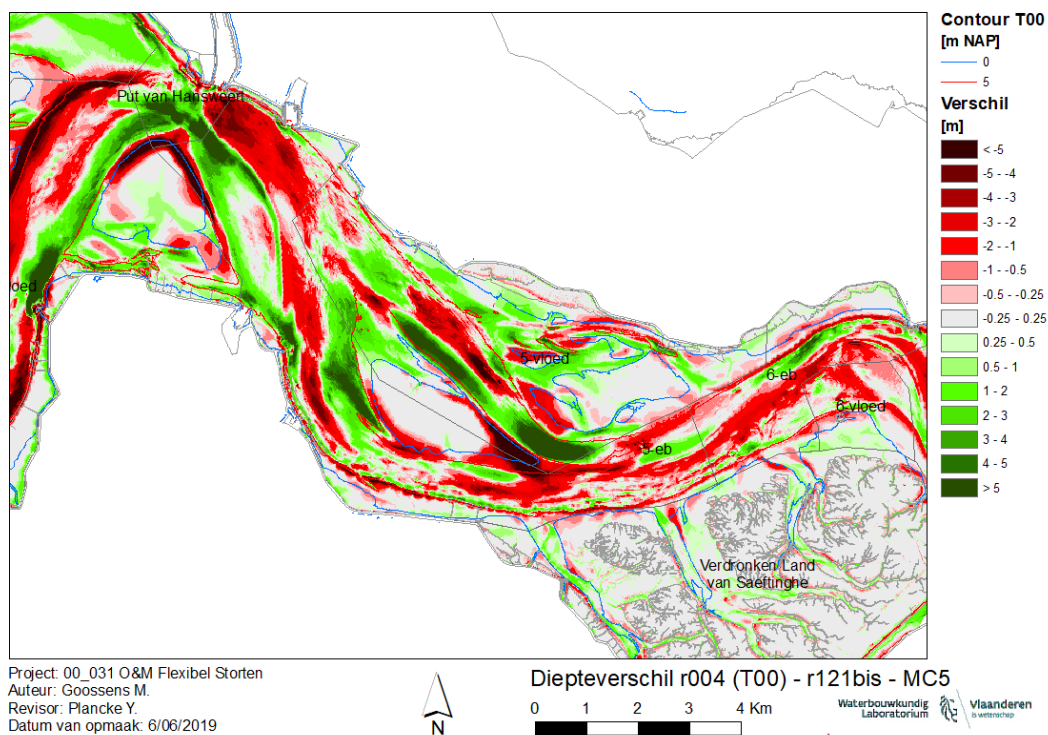 Put van Hansweert
oed
5-vloed
6-eb
6-vloed
5-eb
Verdronken Land
van Saeftinghe
Contour T00
[m NAP]
0
5
Verschil
[m]
< -5
-5 - -4
-4 - -3
-3 - -2
-2 - -1
-1 - -0.5
-0.5 - -0.25
-0.25 - 0.25
0.25 - 0.5
0.5 - 1
1 - 2
2 - 3
3 - 4
4 - 5
> 5
Project: 00_031 O&M Flexibel Storten
Auteur: Goossens M.
Revisor: Plancke Y.
Datum van opmaak: 6/06/2019
N
Diepteverschil r004 (T00) - r121bis - MC5
0 1 2 3 4 Km
Waterbouwkundig
Laboratorium
Vlaanderen
is wetenschap